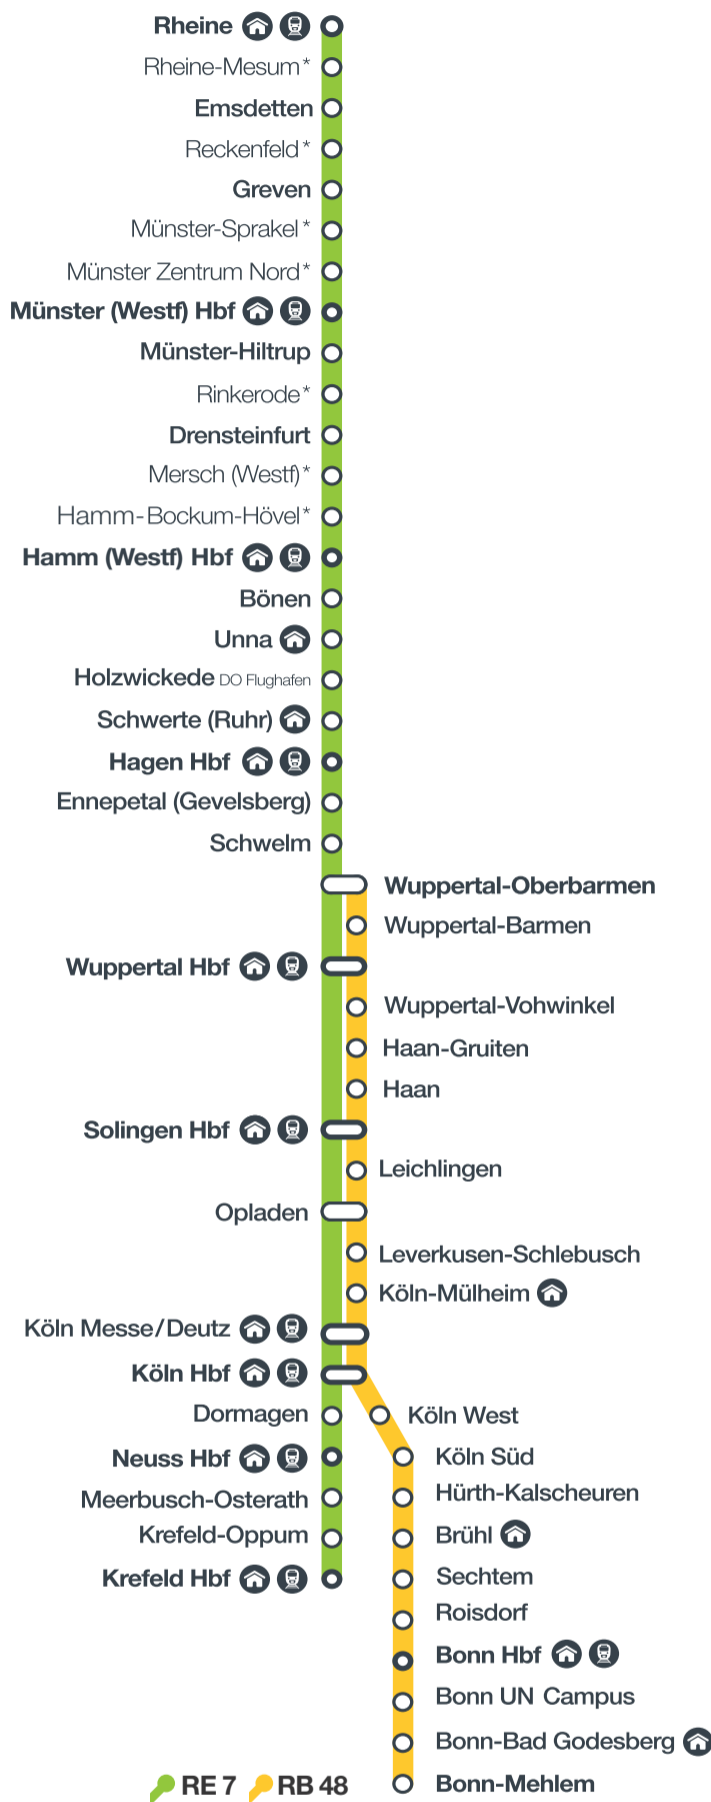 Rheine
Rheine-Mesum*
Emsdetten
Reckenfeld*
Greven
Münster-Sprakel*
Münster Zentrum Nord*
Münster (Westf) Hbf
Münster-Hiltrup
Rinkerode*
Drensteinfurt
Mersch (Westf)*
Hamm-Bockum-Hövel*
Hamm (Westf) Hbf
Bönen
Unna
Holzwickede DO Flughafen
Schwerte (Ruhr)
Hagen Hbf
Ennepetal (Gevelsberg)
Schwelm
Wuppertal-Oberbarmen
Wuppertal-Barmen
Wuppertal Hbf
Wuppertal-Vohwinkel
Haan-Gruiten
Haan
Solingen Hbf
Leichlingen
Opladen
Leverkusen-Schlebusch
Köln-Mülheim
Köln Messe/Deutz
Köln Hbf
Dormagen
Köln West
Neuss Hbf
Köln Süd
Meerbusch-Osterath
Hürth-Kalscheuren
Krefeld-Oppum
Brühl
Krefeld Hbf
Sechtem
Roisdorf
Bonn Hbf
Bonn UN Campus
Bonn-Bad Godesberg
Bonn-Mehlem
RE 7 RB 48